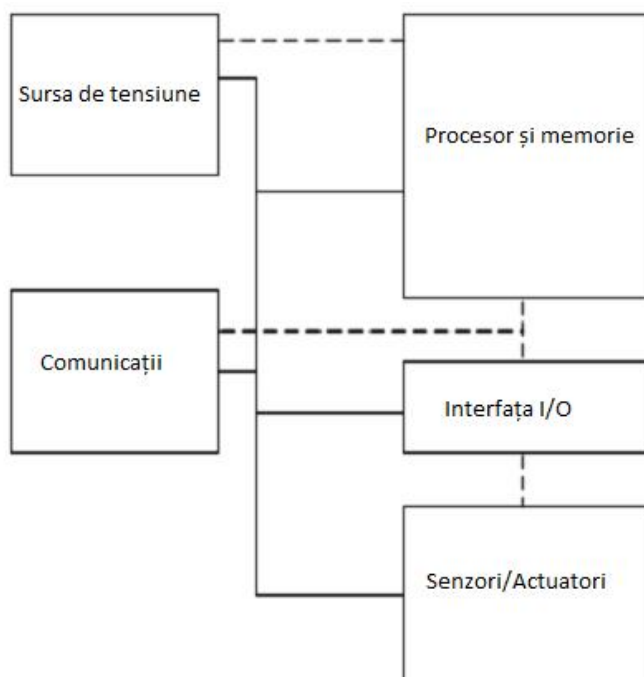 Sursa de tensiune
Procesor și memorie
Comunicații
Interfața I/O
Senzori/Actuatori